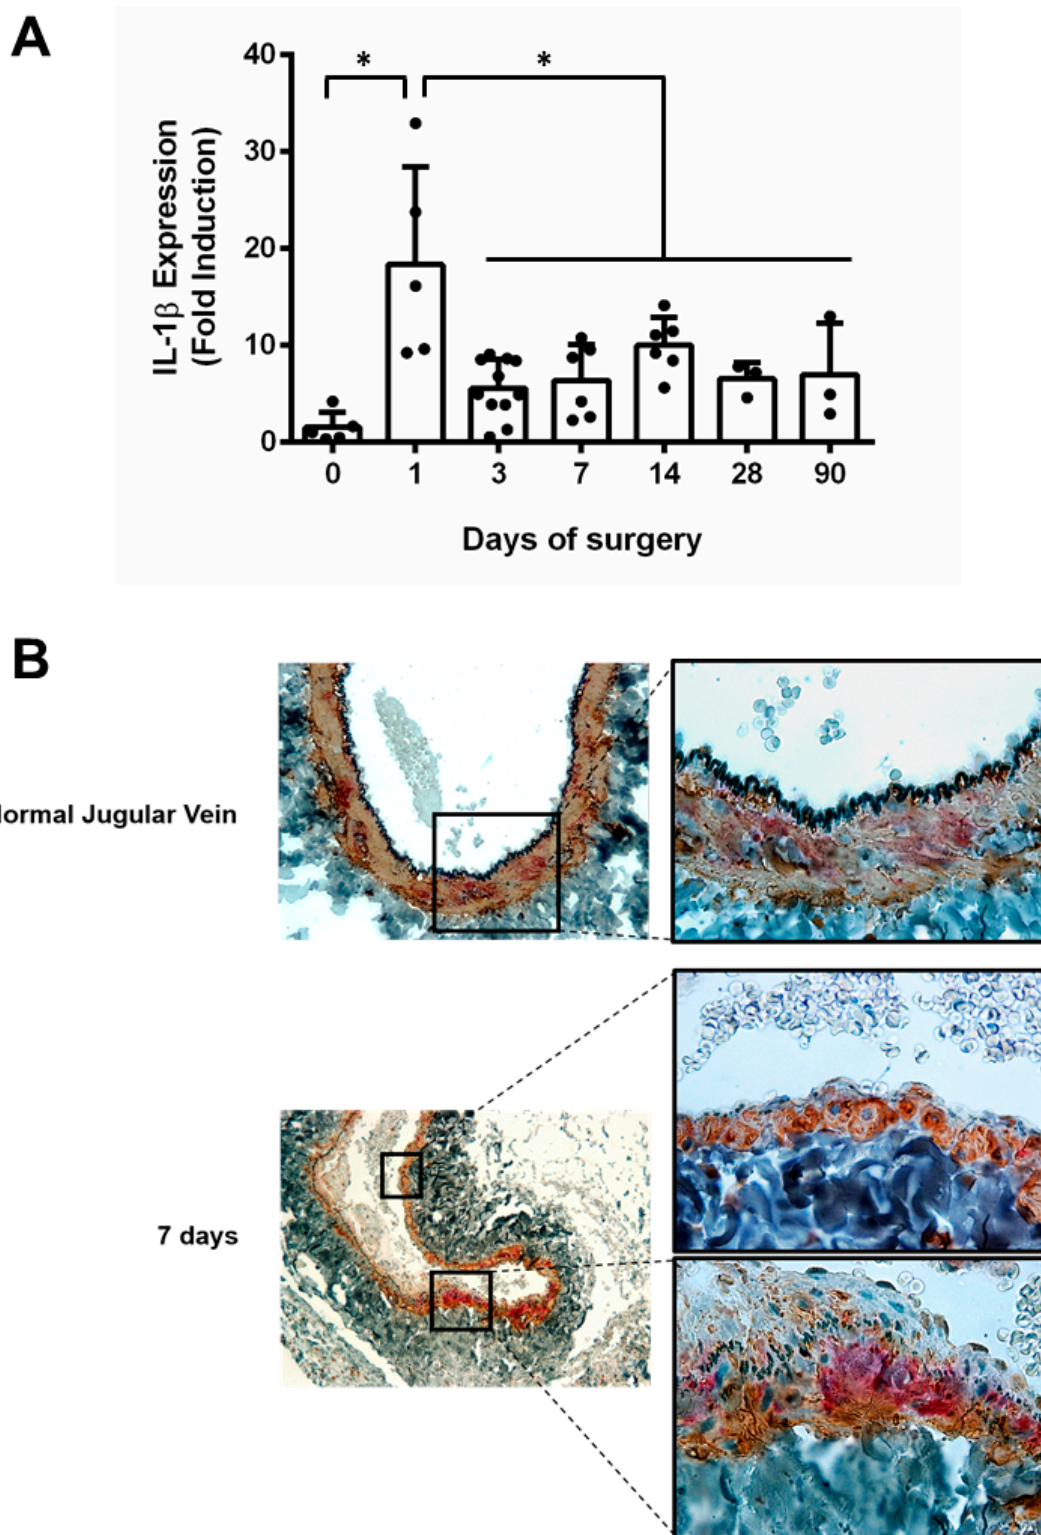 A
40
30
20
10
0
IL-1β Expression
(Fold Induction)
* *
0 1 3 7 14 28 90
Days of surgery
B
ormal Jugular Vein
7 days